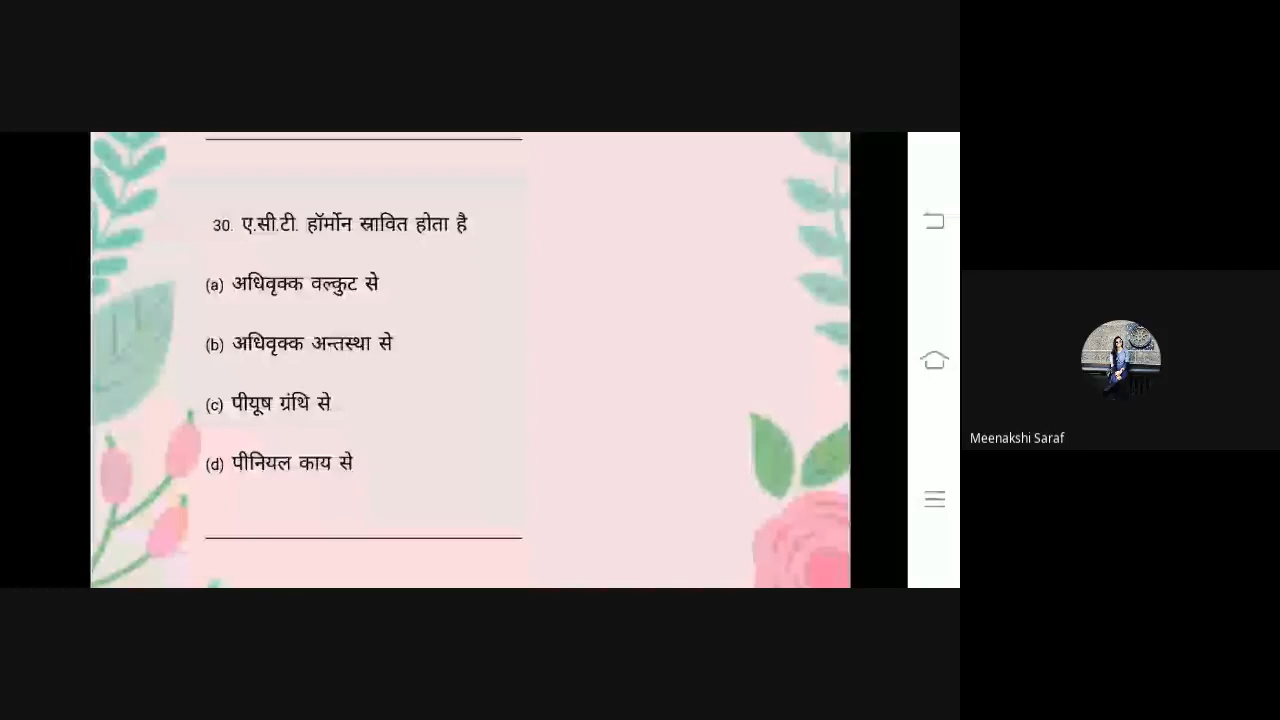 30. ए.सी.टी. हॉर्मोन स्रावित होता है
(a) अधिवृक्क वल्कुट से
(b) अधिवृक्क अन्तस्था से
(c) पीयूष ग्रंथि से
(d) पीनियल काय से
Meenakshi Saraf